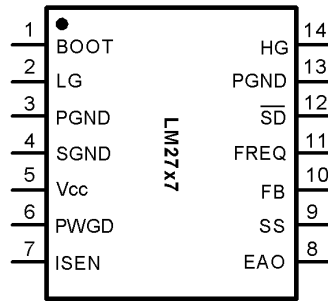 1 BOOT HG 14
2 LG PGND 13
3 PGND SD 12
4 SGND FREQ 11
5 Vcc FB 10
6 PWGD SS 9
7 ISEN EAO 8
LM27x7